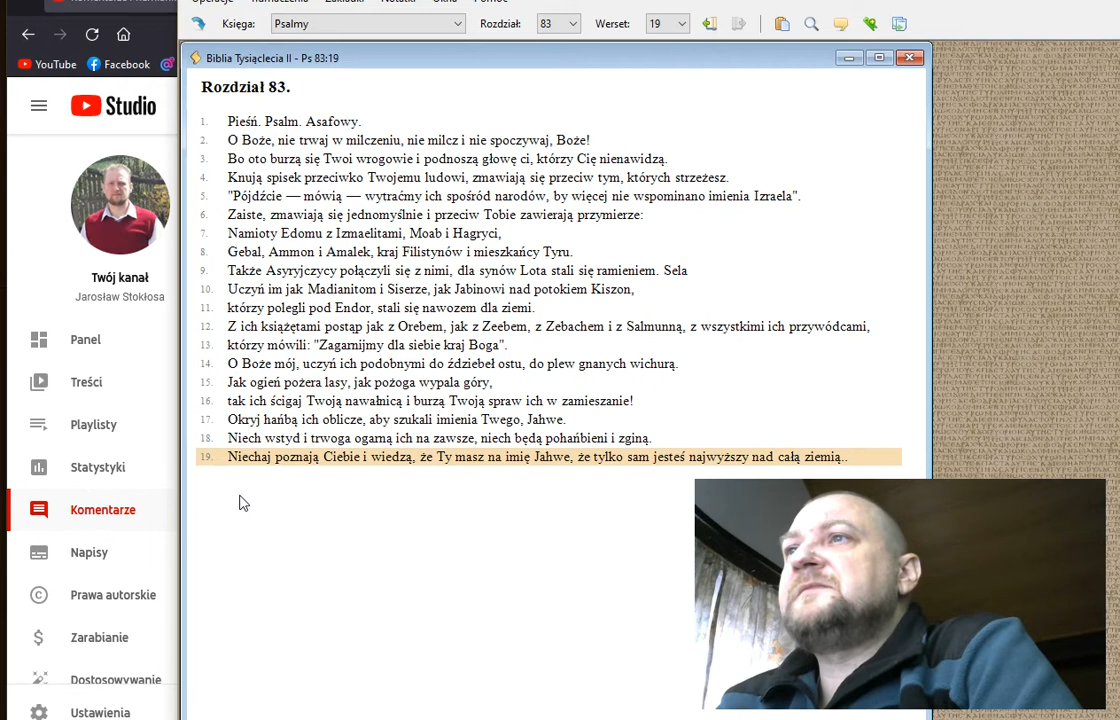 Operacje Tłumaczenia Zakładki Notatki Okna Pomoc
Księga: Psalmy Rozdział: 83 Werset: 19
YouTube Facebook
Biblia Tysiąclecia II - Ps 83:19
Studio
Twój kanał
Jarosław Stokłosa
Panel
Treści
Playlisty
Statystyki
Komentarze
Napisy
Prawa autorskie
Zarabianie
Dostosowywanie
Ustawienia
Rozdział 83.
1. Pieśń. Psalm. Asafowy.
2. O Boże, nie trwaj w milczeniu, nie milcz i nie spoczywaj, Boże!
3. Bo oto burzą się Twoi wrogowie i podnoszą głowę ci, którzy Cię nienawidzą.
4. Knują spisek przeciwko Twojemu ludowi, zmawiają się przeciw tym, których strzeżesz.
5. "Pójdźcie — mówią — wytraćmy ich spośród narodów, by więcej nie wspominano imienia Izraela".
6. Zaiste, zmawiają się jednomyślnie i przeciw Tobie zawierają przymierze:
7. Namioty Edomu z Izmaelitami, Moab i Hagryci,
8. Gebal, Ammon i Amalek, kraj Filistynów i mieszkańcy Tyru.
9. Także Asyryjczycy połączyli się z nimi, dla synów Lota stali się ramieniem. Sela
10. Uczyń im jak Madianitom i Siserze, jak Jabinowi nad potokiem Kiszon,
11. którzy polegli pod Endor, stali się nawozem dla ziemi.
12. Z ich książętami postąp jak z Orebem, jak z Zeebem, z Zebachem i z Salmunną, z wszystkimi ich przywódcami,
13. którzy mówili: "Zagarnijmy dla siebie kraj Boga".
14. O Boże mój, uczyń ich podobnymi do ździebeł ostu, do plew gnanych wichurą.
15. Jak ogień pożera lasy, jak pożoga wypala góry,
16. tak ich ścigaj Twoją nawałnicą i burzą Twoją spraw ich w zamieszanie!
17. Okryj hańbą ich oblicze, aby szukali imienia Twego, Jahwe.
18. Niech wstyd i trwoga ogarną ich na zawsze, niech będą pohańbieni i zginą.
19. Niechaj poznają Ciebie i wiedzą, że Ty masz na imię Jahwe, że tylko sam jesteś najwyższy nad całą ziemią..